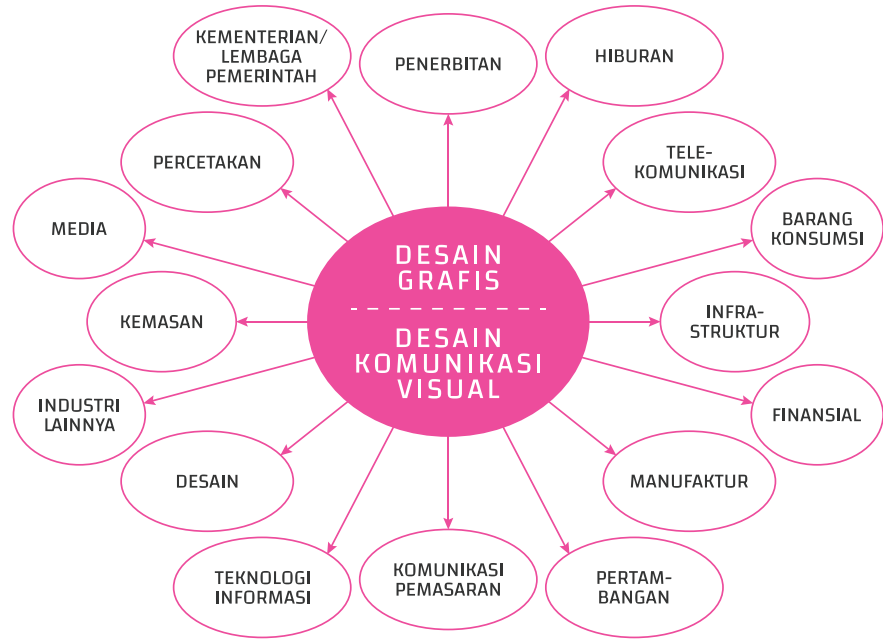 KEMENTERIAN/
LEMBAGA
PEMERINTAH
PENERBITAN
HIBURAN
PERCETAKAN
TELE-
KOMUNIKASI
MEDIA
BARANG
KONSUMSI
DESAIN
GRAFIS
KEMASAN
INFRA-
STRUKTUR
DESAIN
KOMUNIKASI
VISUAL
INDUSTRI
LAINNYA
FINANSIAL
DESAIN
MANUFAKTUR
TEKNOLOGI
INFORMASI
KOMUNIKASI
PEMASARAN
PERTAM-
BANGAN